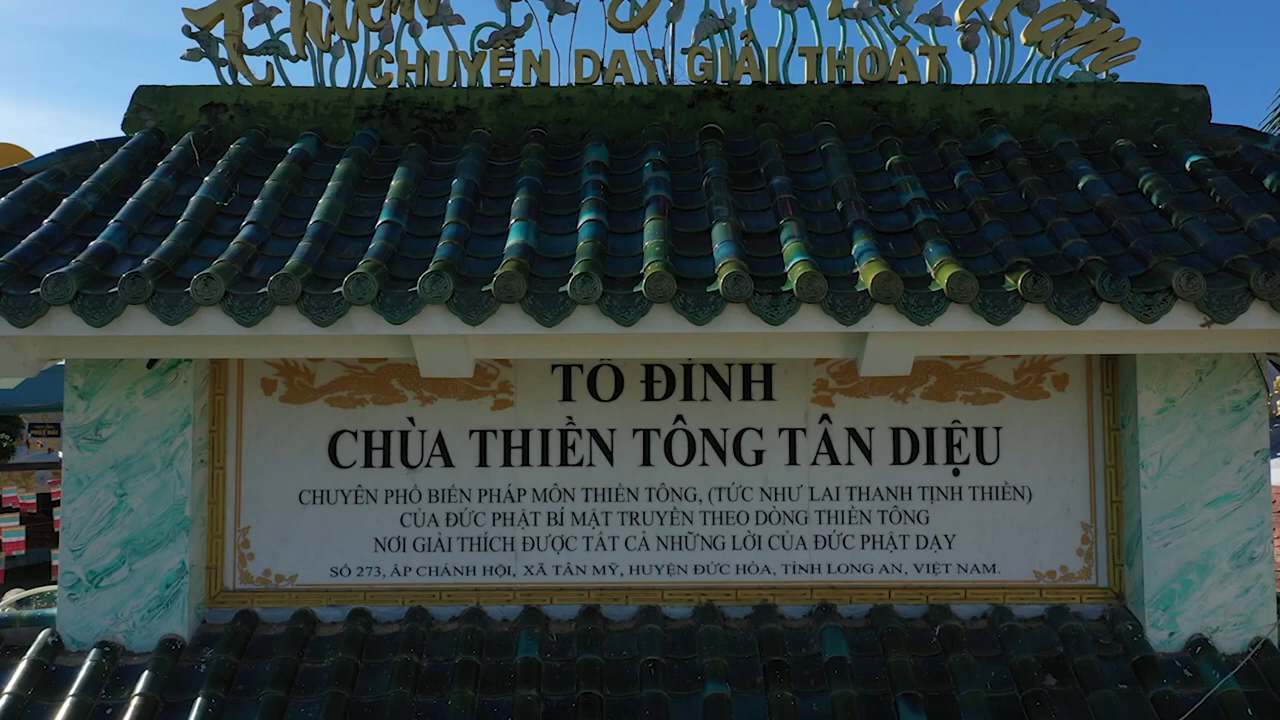 Thiền
CHUYÊN DẠY GIẢI THOÁT
TỔ ĐÌNH
CHÙA THIỀN TÔNG TÂN DIỆU
CHUYÊN PHỔ BIẾN PHÁP MÔN THIỀN TÔNG, (TỨC NHƯ LAI THANH TỊNH THIỀN)
CỦA ĐỨC PHẬT BÍ MẬT TRUYỀN THEO DÒNG THIỀN TÔNG
NƠI GIẢI THÍCH ĐƯỢC TẤT CẢ NHỮNG LỜI CỦA ĐỨC PHẬT DẠY
SỐ 273, ẤP CHÁNH HỘI, XÃ TÂN MỸ, HUYỆN ĐỨC HÒA, TỈNH LONG AN, VIỆT NAM.